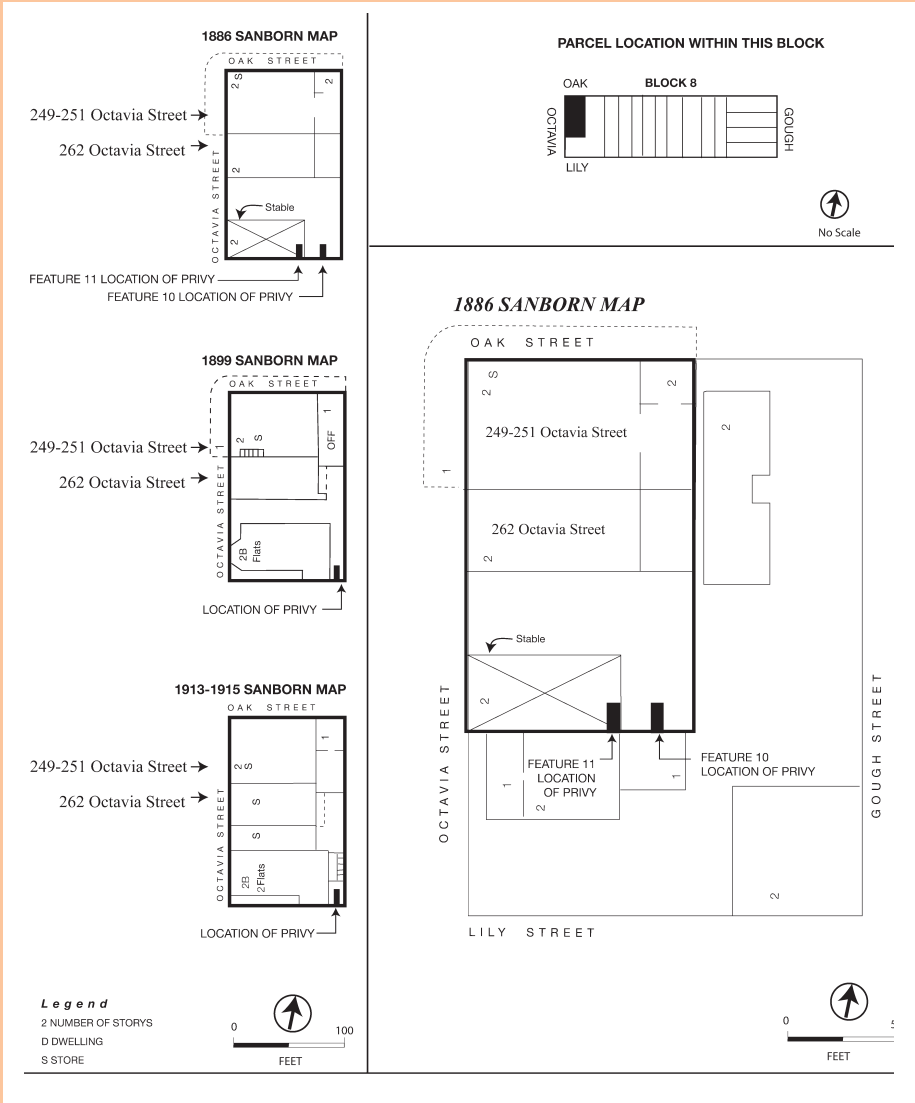 1886 SANBORN MAP
OAK STREET
2 S
2
249-251 Octavia Street
262 Octavia Street
OCTAVIA STREET
2
Stable
2
FEATURE 11 LOCATION OF PRIVY
FEATURE 10 LOCATION OF PRIVY
1899 SANBORN MAP
OAK STREET
1
2
S
1
OFF
249-251 Octavia Street
262 Octavia Street
OCTAVIA STREET
2B
Flats
LOCATION OF PRIVY
1913-1915 SANBORN MAP
OAK STREET
1
2
S
249-251 Octavia Street
262 Octavia Street
OCTAVIA STREET
S
S
2B
2Flats
LOCATION OF PRIVY
Legend
2 NUMBER OF STORYS
D DWELLING
S STORE
0 100
FEET
PARCEL LOCATION WITHIN THIS BLOCK
OAK
BLOCK 8
OCTAVIA
GOUGH
LILY
No Scale
1886 SANBORN MAP
OAK STREET
S
2
2
2
249-251 Octavia Street
1
262 Octavia Street
2
Stable
2
OCTAVIA STREET
GOUGH STREET
FEATURE 11
LOCATION
OF PRIVY
FEATURE 10
LOCATION OF PRIVY
1
2
1
2
LILY STREET
0
FEET